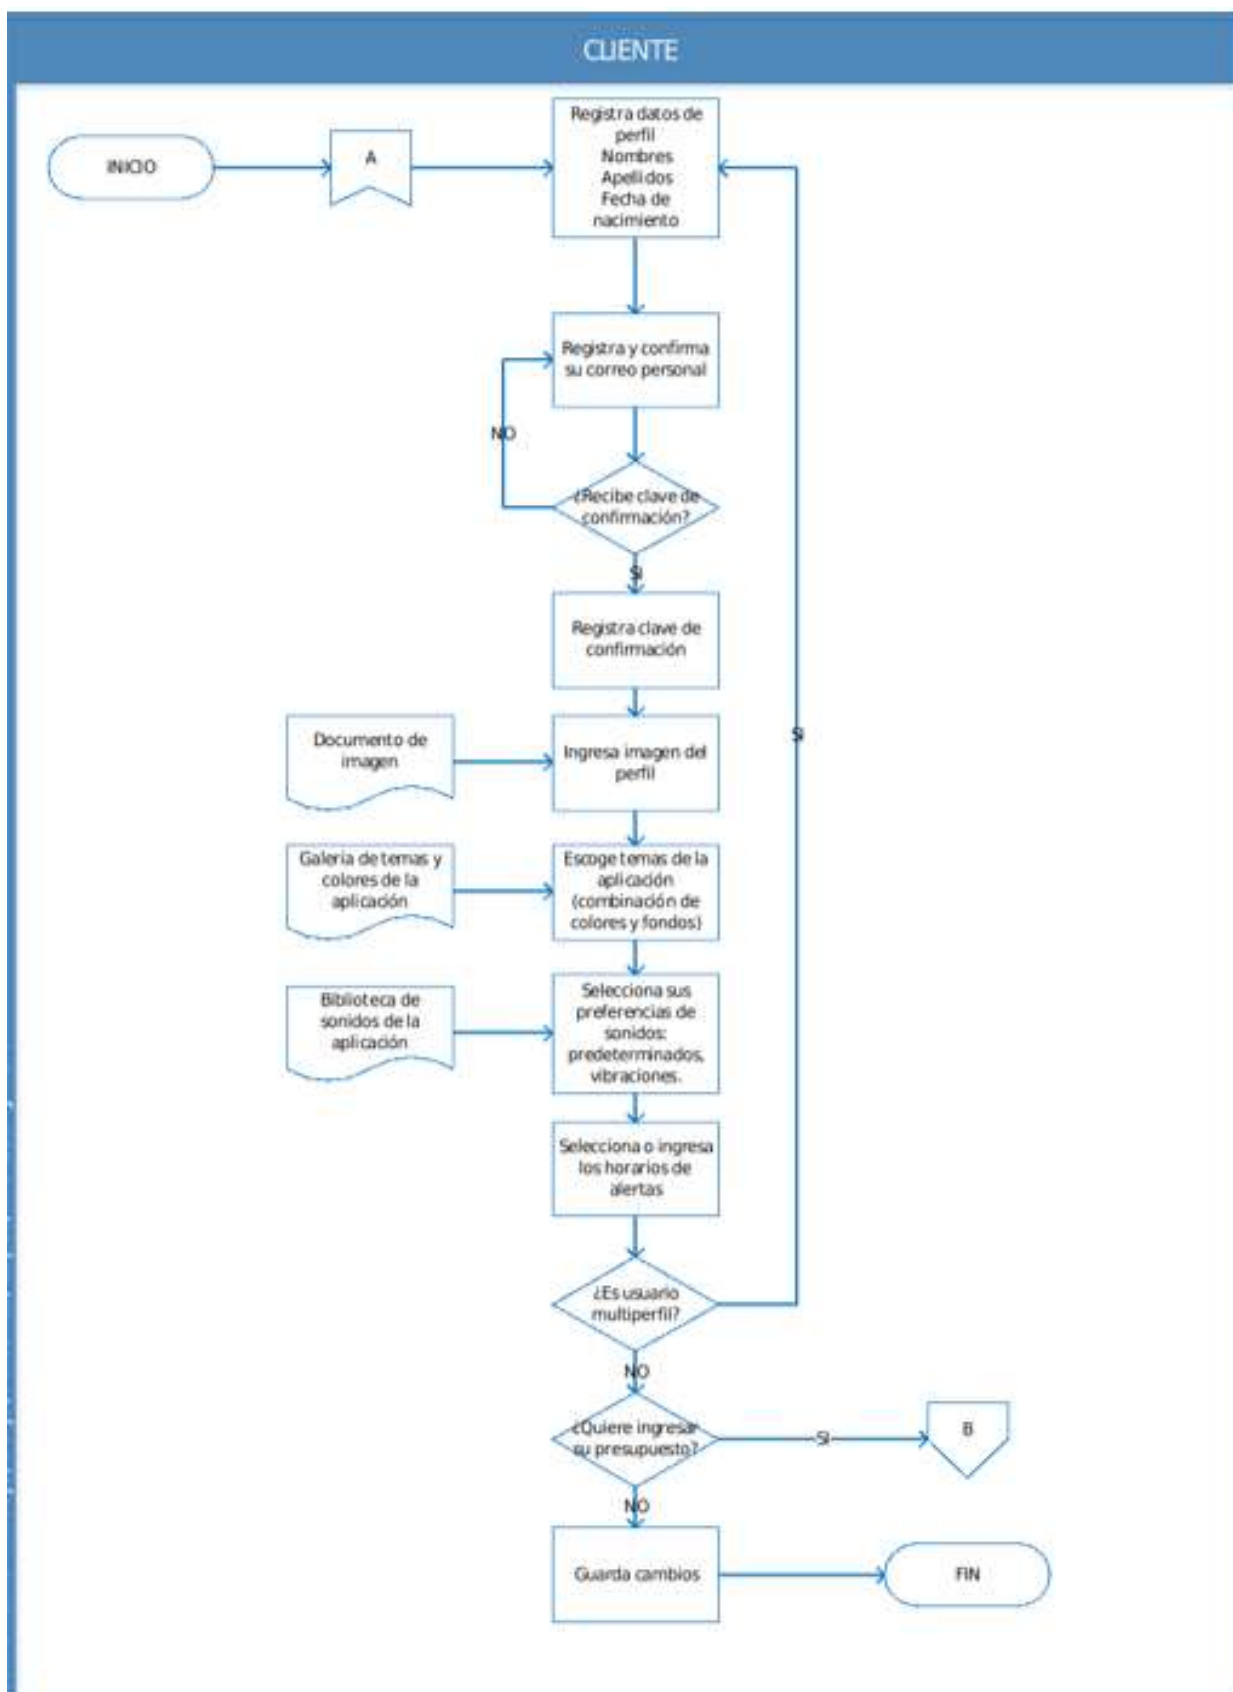 CLIENTE
INICIO
A
Registra datos de
perfil
Nombres
Apellidos
Fecha de
nacimiento
Registra y confirma
su correo personal
NO
¿Recibe clave de
confirmación?
SI
Registra clave de
confirmación
Documento de
imagen
Ingresa imagen del
perfil
SI
Galeria de temas y
colores de la
aplicación
Escoge temas de la
aplicación
(combinación de
colores y fondos)
Biblioteca de
sonidos de la
aplicación
Selecciona sus
preferencias de
sonidos:
predeterminados,
vibraciones.
Selecciona o ingresa
los horarios de
alertas
¿Es usuario
multiperfil?
NO
¿Quiere ingresar
su presupuesto?
SI
B
NO
Guarda cambios
FIN